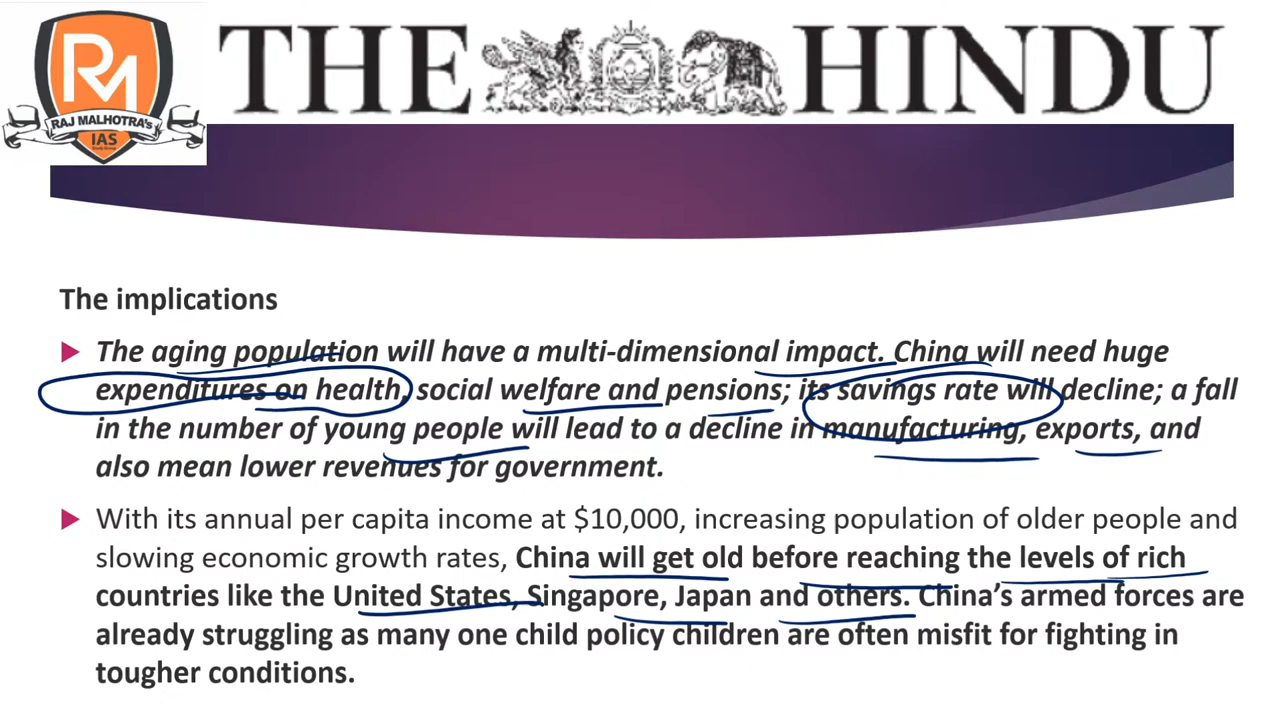 RM
RAJ MALHOTRA'S
IAS
THE HINDU
The implications
The aging population will have a multi-dimensional impact. China will need huge
expenditures on health, social welfare and pensions; its savings rate will decline; a fall
in the number of young people will lead to a decline in manufacturing, exports, and
also mean lower revenues for government.
With its annual per capita income at $10,000, increasing population of older people and
slowing economic growth rates, China will get old before reaching the levels of rich
countries like the United States, Singapore, Japan and others. China's armed forces are
already struggling as many one child policy children are often misfit for fighting in
tougher conditions.